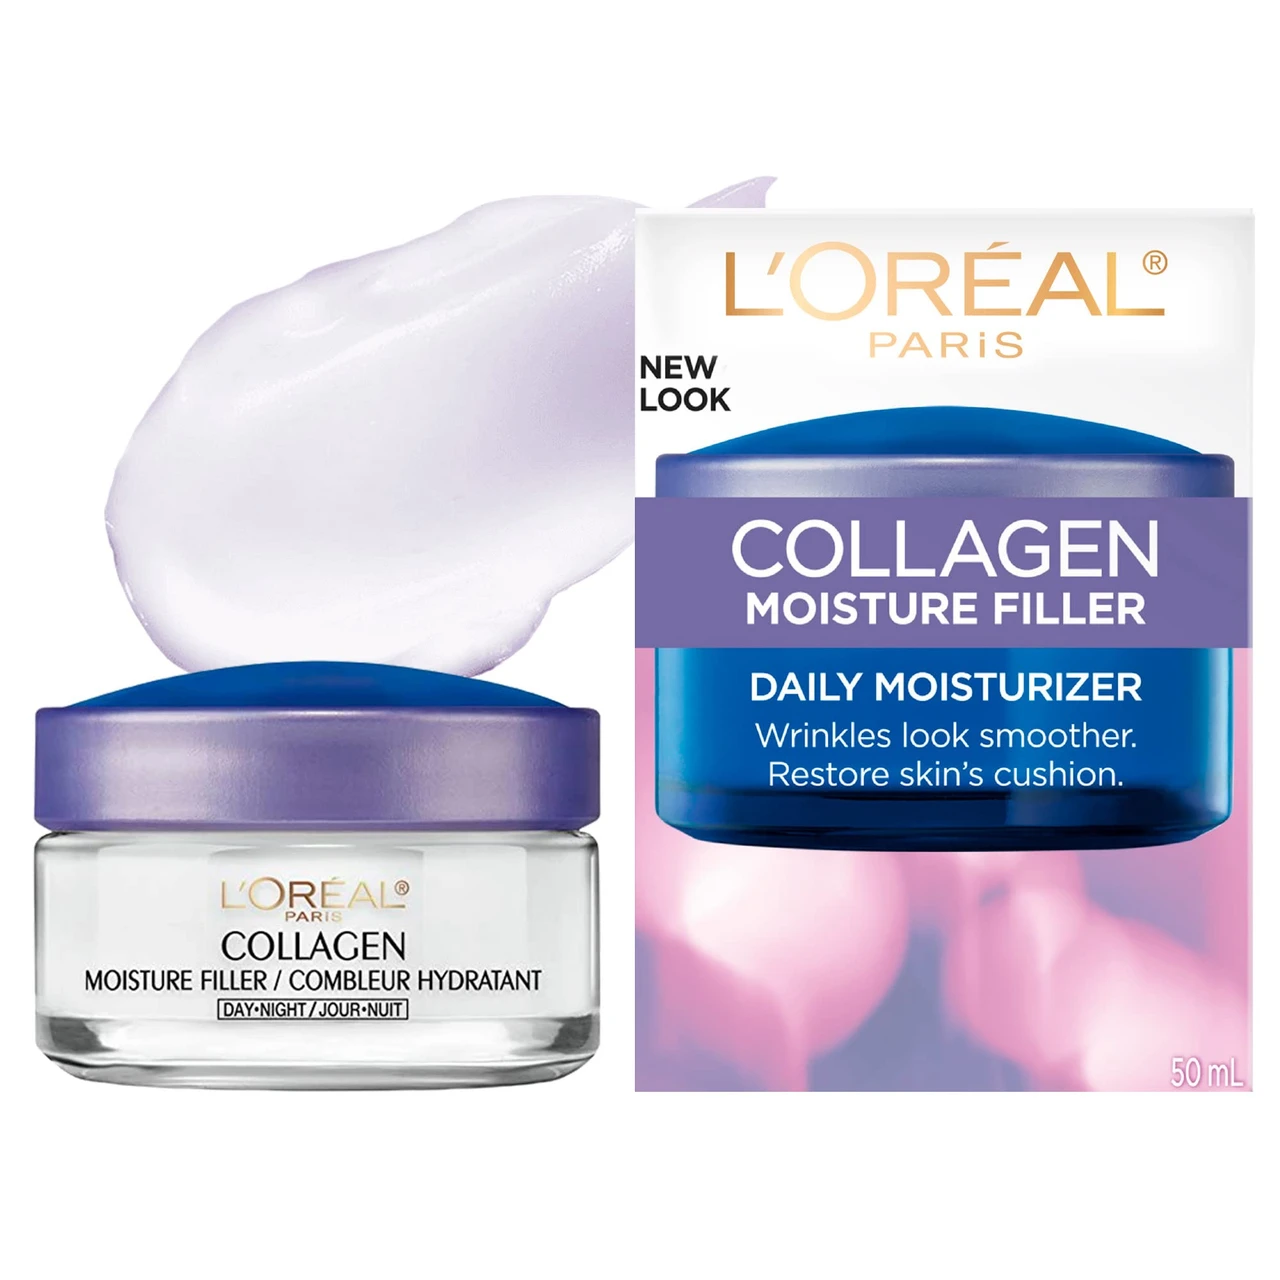 L'ORÉAL®
PARiS
NEW
LOOK
COLLAGEN
MOISTURE FILLER
DAILY MOISTURIZER
Wrinkles look smoother.
Restore skin's cushion.
50 mL
L'ORÉAL®
PARiS
COLLAGEN
MOISTURE FILLER / COMBLEUR HYDRATANT
DAY•NIGHT / JOUR•NUIT